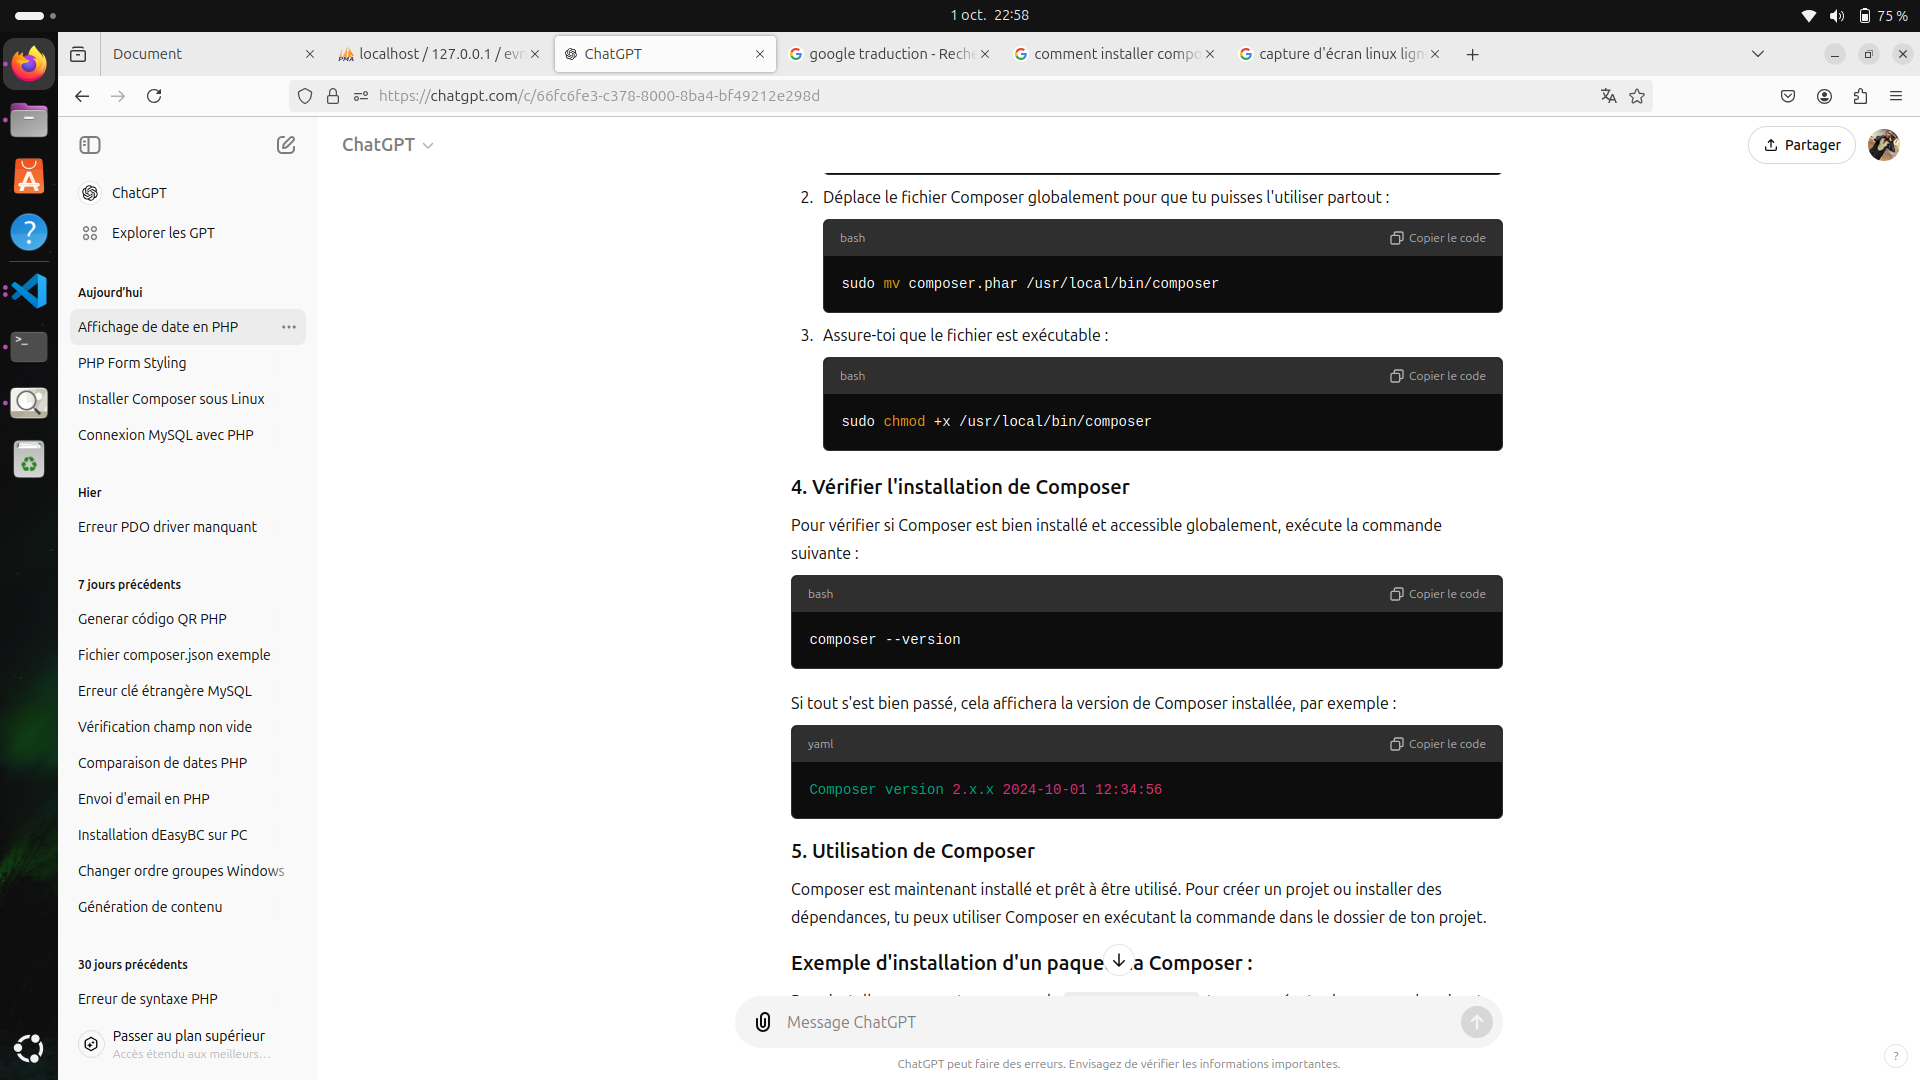 1 oct.  22:58
75 %
Document
localhost / 127.0.0.1 / evn
ChatGPT
google traduction - Reche
comment installer compo
capture d'écran linux lign
https://chatgpt.com/c/66fc6fe3-c378-8000-8ba4-bf49212e298d
ChatGPT
Partager
ChatGPT
Explorer les GPT
Aujourd'hui
Affichage de date en PHP
PHP Form Styling
Installer Composer sous Linux
Connexion MySQL avec PHP
Hier
Erreur PDO driver manquant
7 jours précédents
Generar código QR PHP
Fichier composer.json exemple
Erreur clé étrangère MySQL
Vérification champ non vide
Comparaison de dates PHP
Envoi d'email en PHP
Installation dEasyBC sur PC
Changer ordre groupes Windows
Génération de contenu
30 jours précédents
Erreur de syntaxe PHP
Passer au plan supérieur
Accès étendu aux meilleurs…
2. Déplace le fichier Composer globalement pour que tu puisses l'utiliser partout :
bash
Copier le code
sudo mv composer.phar /usr/local/bin/composer
3. Assure-toi que le fichier est exécutable :
bash
Copier le code
sudo chmod +x /usr/local/bin/composer
4. Vérifier l'installation de Composer
Pour vérifier si Composer est bien installé et accessible globalement, exécute la commande
suivante :
bash
Copier le code
composer --version
Si tout s'est bien passé, cela affichera la version de Composer installée, par exemple :
yaml
Copier le code
Composer version 2.x.x 2024-10-01 12:34:56
5. Utilisation de Composer
Composer est maintenant installé et prêt à être utilisé. Pour créer un projet ou installer des
dépendances, tu peux utiliser Composer en exécutant la commande dans le dossier de ton projet.
Exemple d'installation d'un paque a Composer :
Message ChatGPT
ChatGPT peut faire des erreurs. Envisagez de vérifier les informations importantes.
?